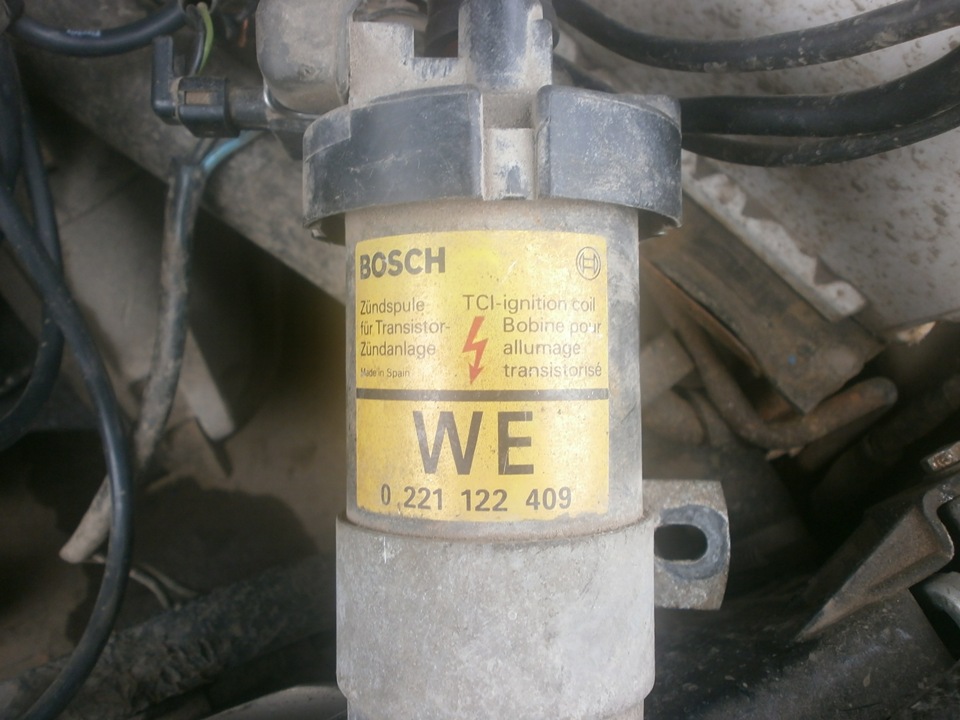 BOSCH
Zündspule
für Transistor-
Zündanlage
Made in Spain
TCI-ignition coil
Bobine pour
allumage
transistorisé
WE
0 221 122 409